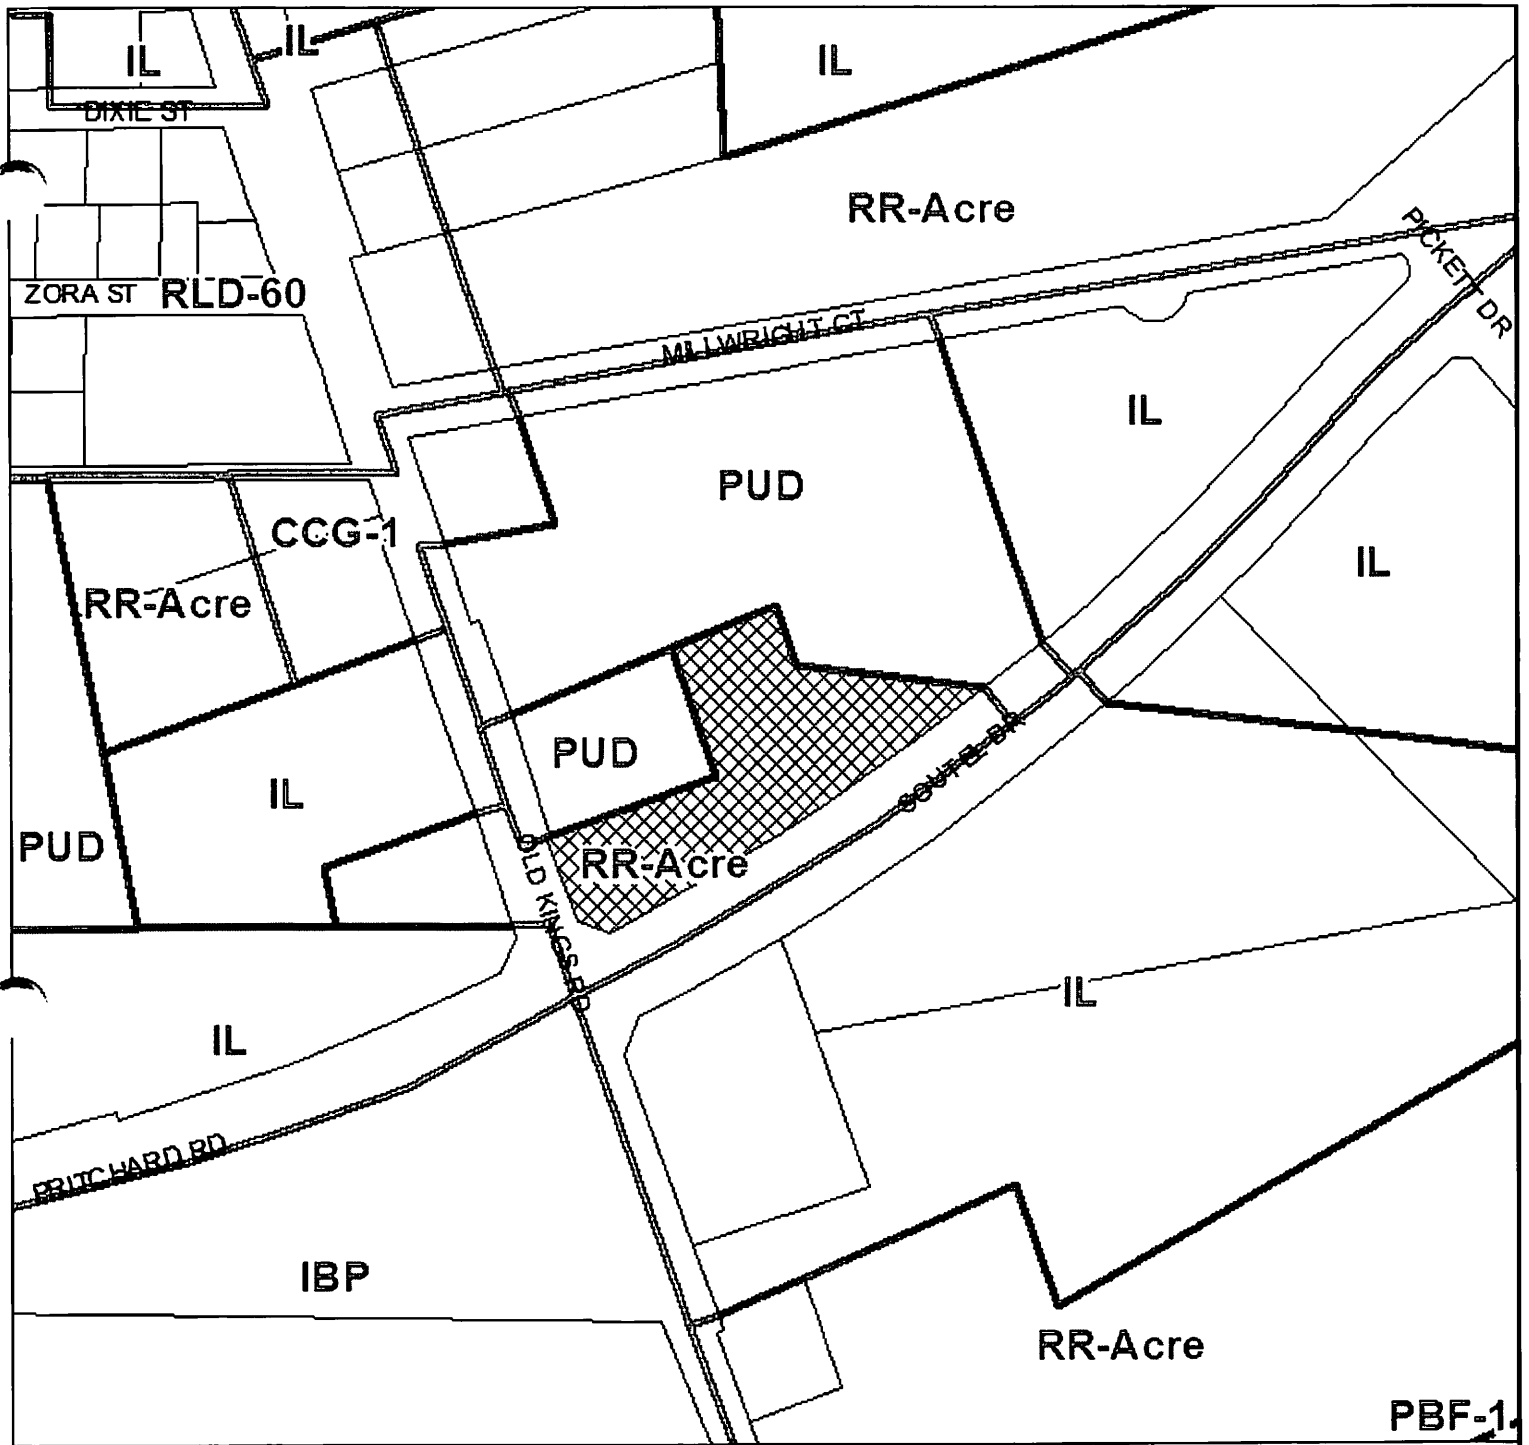 IL
IL
IL
DIXIE ST
RR-Acre
PICKETT DR
ZORA ST
RLD-60
MILLWRIGHT CT
IL
PUD
CCG-1
IL
RR-Acre
PUD
SOUTEL DR
IL
PUD
RR-Acre
OLD KINGS RD
IL
IL
PRITCHARD RD
IBP
RR-Acre
PBF-1